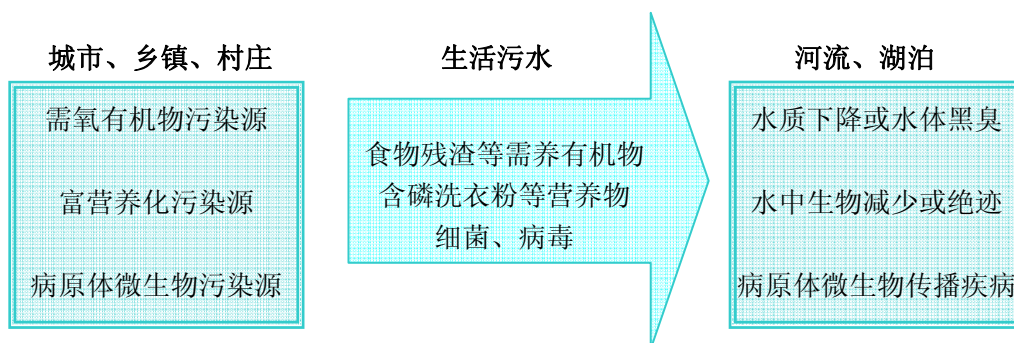 城市、乡镇、村庄
需氧有机物污染源
富营养化污染源
病原体微生物污染源
生活污水
食物残渣等需养有机物
含磷洗衣粉等营养物
细菌、病毒
河流、湖泊
水质下降或水体黑臭
水中生物减少或绝迹
病原体微生物传播疾病